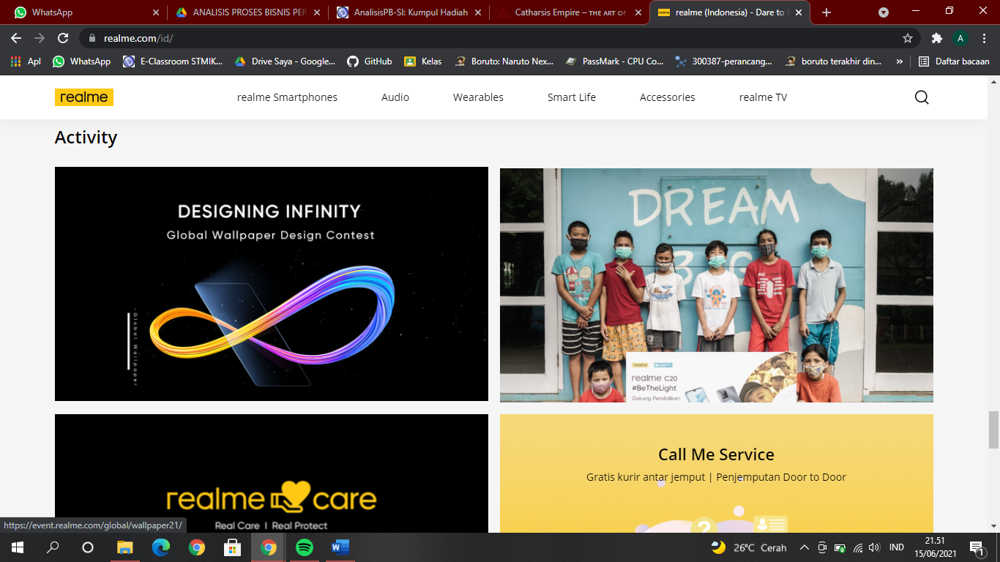 WhatsApp
ANALISIS PROSES BISNIS PER
AnalisisPB-SI: Kumpul Hadiah
Catharsis Empire – ᴛʜᴇ ᴀʀᴛ ᴏꜰ
realme (Indonesia) - Dare to
realme.com/id/
A
Apl
WhatsApp
E-Classroom STMIK...
Drive Saya - Google...
GitHub
Kelas
Boruto: Naruto Nex...
PassMark - CPU Co...
300387-perancang...
boruto terakhir din...
»
Daftar bacaan
realme
realme Smartphones
Audio
Wearables
Smart Life
Accessories
realme TV
Activity
DESIGNING INFINITY
Global Wallpaper Design Contest
-Global Wallpaper
DREAM
BIG
realme
realme C20
#BeTheLight
Dukung Pendidikan
realme care
Real Care I Real Protect
Call Me Service
Gratis kurir antar jemput | Penjemputan Door to Door
?
https://event.realme.com/global/wallpaper21/
26°C Cerah
IND
21.51
15/06/2021
1